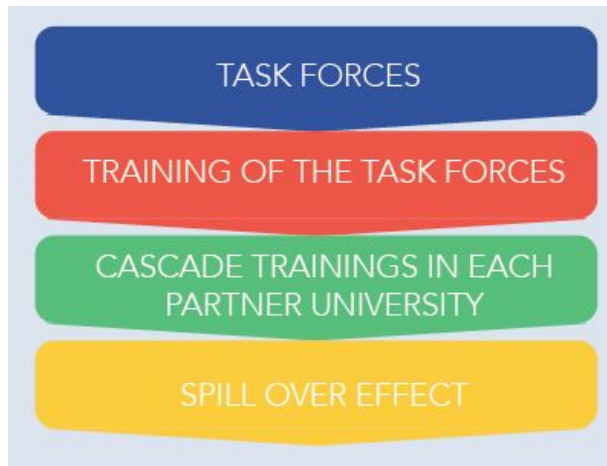 TASK FORCES
TRAINING OF THE TASK FORCES
CASCADE TRAININGS IN EACH
PARTNER UNIVERSITY
SPILL OVER EFFECT